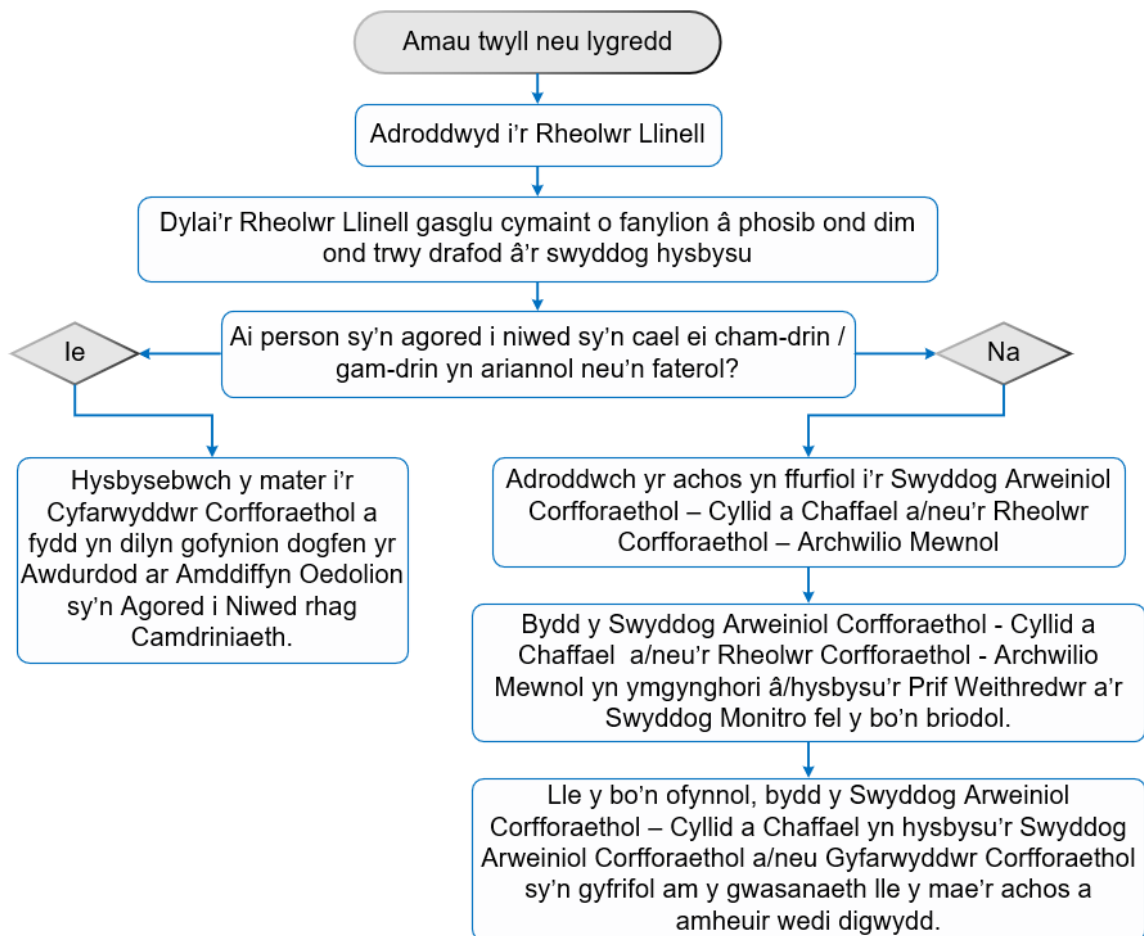 Amau twyll neu lygredd
Adroddwyd i’r Rheolwr Llinell
Dylai’r Rheolwr Llinell gasglu cymaint o fanylion â phosib ond dim
ond trwy drafod â’r swyddog hysbysu
Ai person sy’n agored i niwed sy’n cael ei cham-drin /
gam-drin yn ariannol neu’n faterol?
Ie
Na
Hysbysebwch y mater i’r
Cyfarwyddwr Corfforaethol a
fydd yn dilyn gofynion dogfen yr
Awdurdod ar Amddiffyn Oedolion
sy’n Agored i Niwed rhag
Camdriniaeth.
Adroddwch yr achos yn ffurfiol i’r Swyddog Arweiniol
Corfforaethol – Cyllid a Chaffael a/neu’r Rheolwr
Corfforaethol – Archwilio Mewnol
Bydd y Swyddog Arweiniol Corfforaethol - Cyllid a
Chaffael a/neu’r Rheolwr Corfforaethol - Archwilio
Mewnol yn ymgynghori â/hysbysu’r Prif Weithredwr a’r
Swyddog Monitro fel y bo’n briodol.
Lle y bo’n ofynnol, bydd y Swyddog Arweiniol
Corfforaethol – Cyllid a Chaffael yn hysbysu’r Swyddog
Arweiniol Corfforaethol a/neu Gyfarwyddwr Corfforaethol
sy’n gyfrifol am y gwasanaeth lle y mae’r achos a
amheuir wedi digwydd.